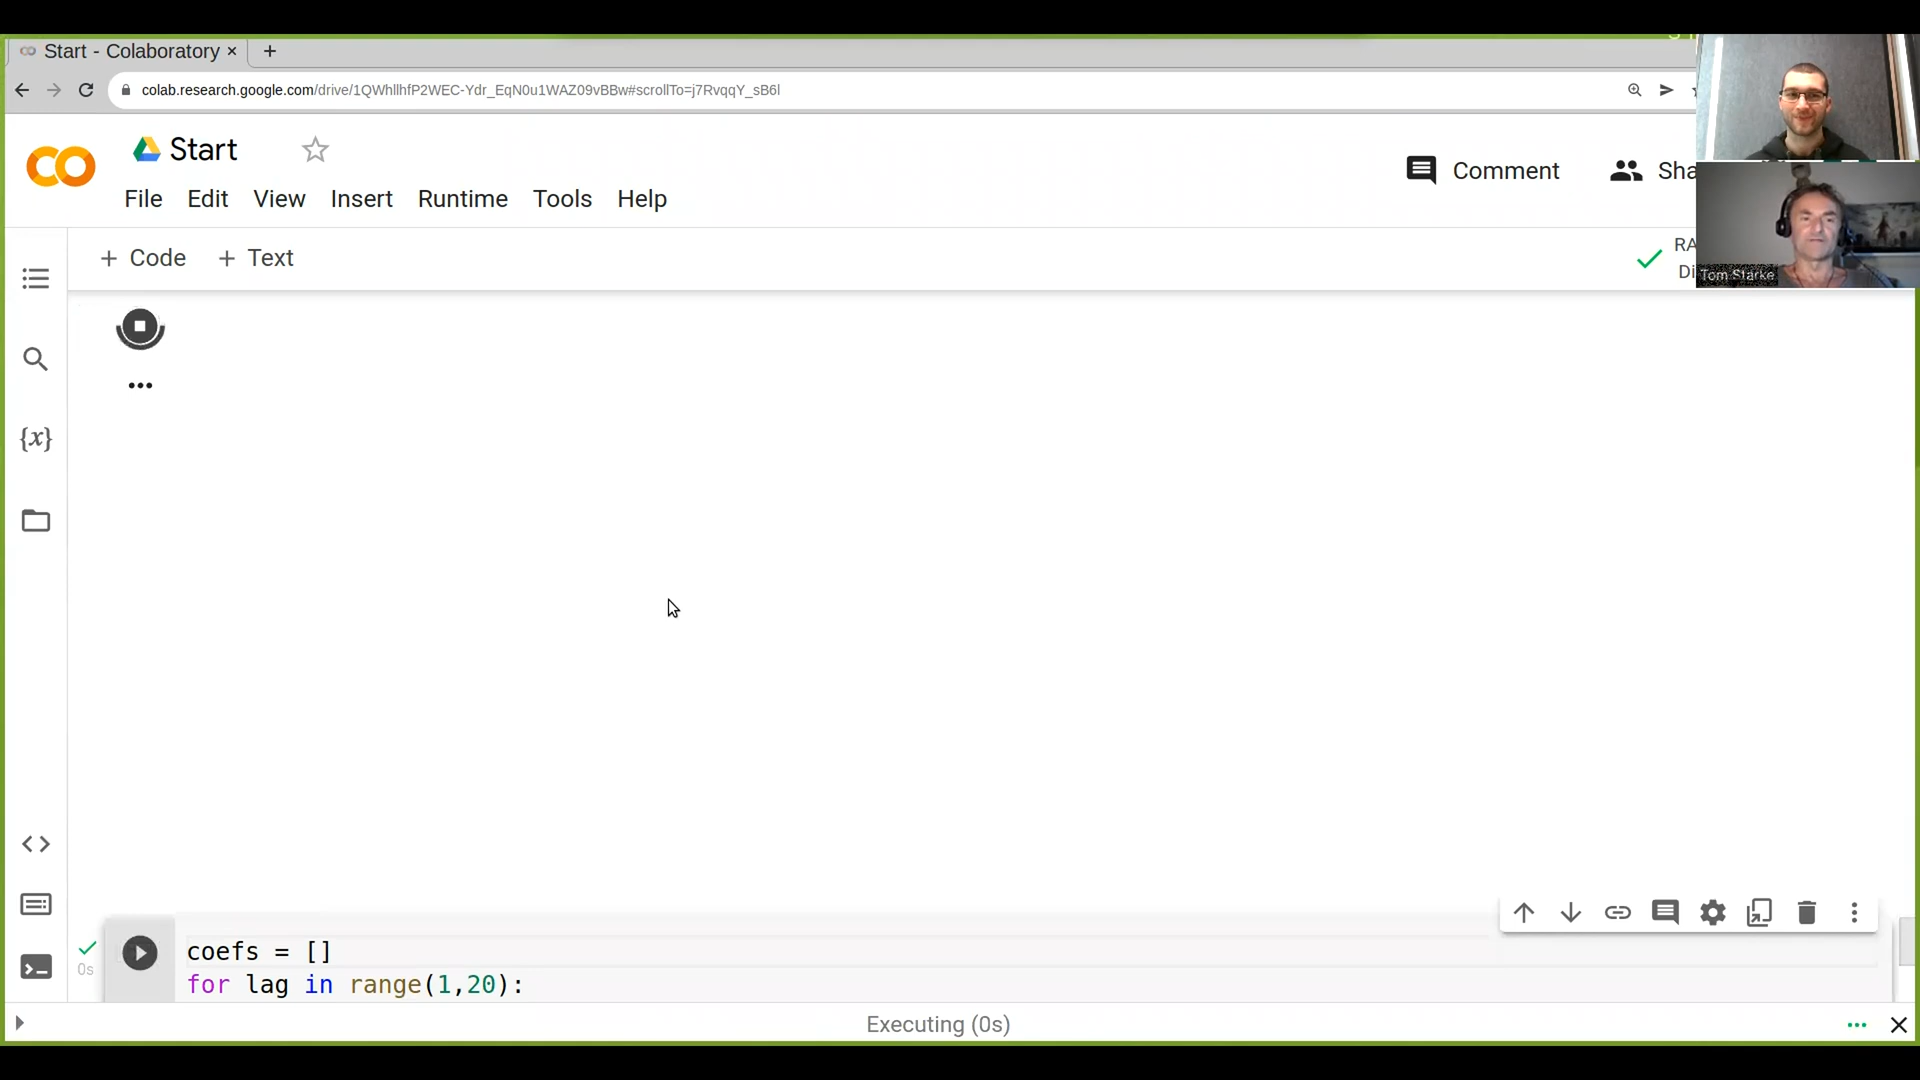 Start - Colaboratory
colab.research.google.com/drive/1QWhllhfP2WEC-Ydr_EqN0u1WAZ09vBBw#scrollTo=j7RvqqY_sB6l
Start
Comment
Sha
File Edit View Insert Runtime Tools Help
+ Code + Text
RA
Di
Tom Starke
{x}
coefs = []
0s
for lag in range(1,20):
Executing (0s)